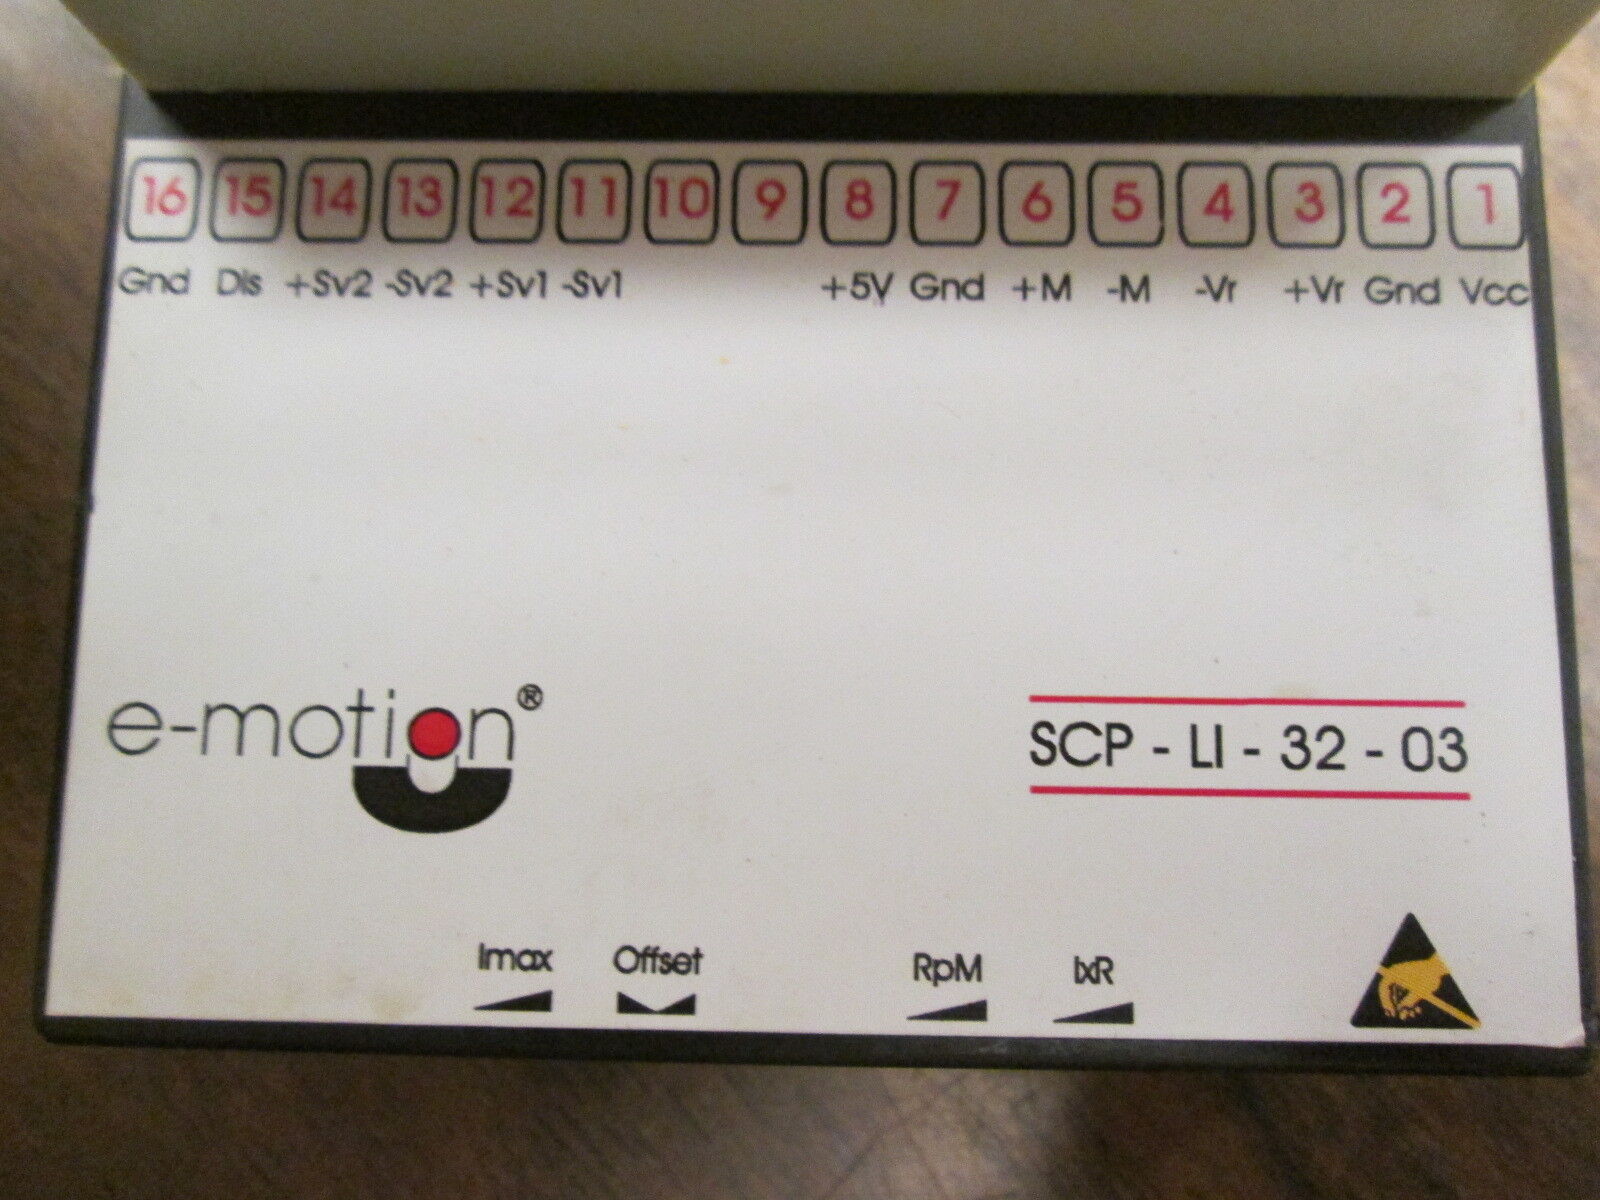 16 15 14 13 12 11 10 9 8 7 6 5 4 3 2 1
Gnd Dis +Sv2 -Sv2 +Sv1 -Sv1 +5V Gnd +M -M -Vr +Vr Gnd Vcc
e-motion®
SCP - LI - 32 - 03
Imax Offset RpM IxR